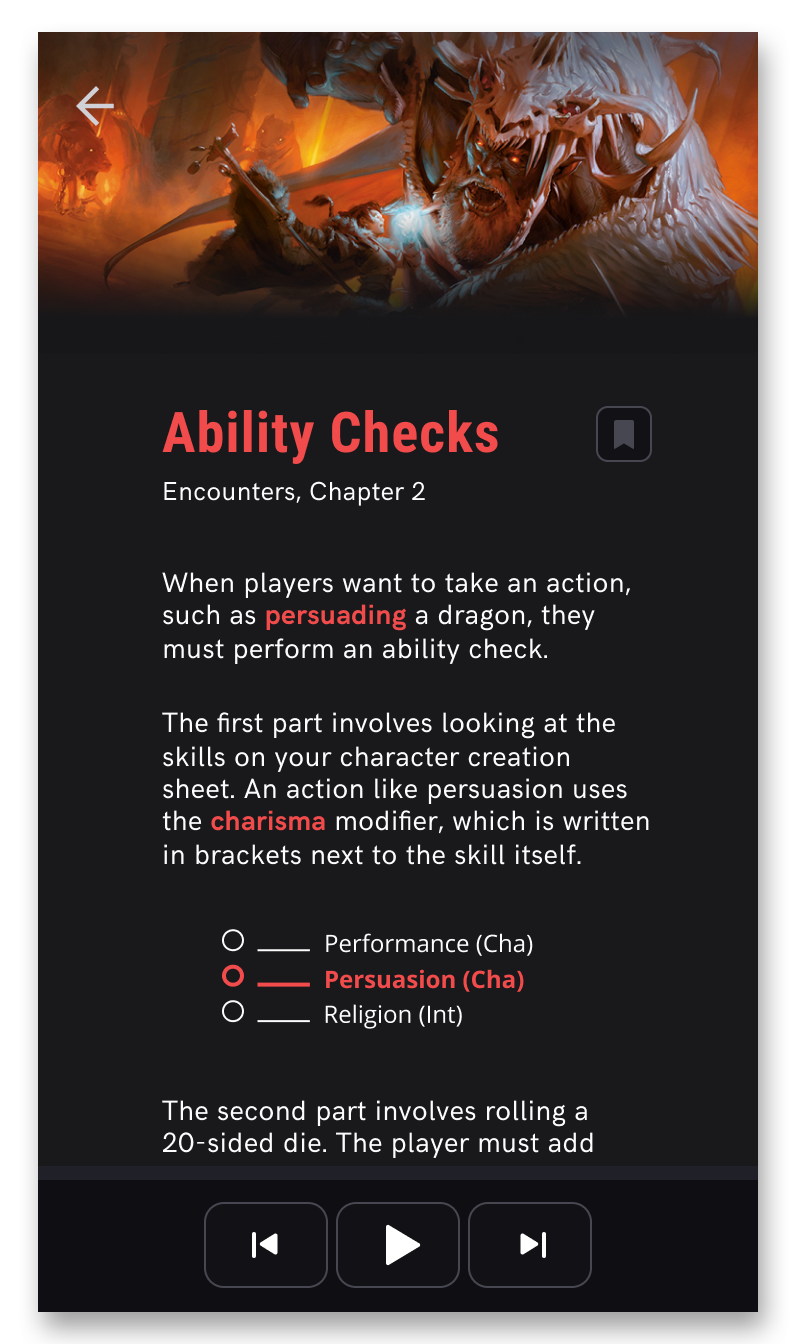 Ability Checks
Encounters, Chapter 2
When players want to take an action,
such as persuading a dragon, they
must perform an ability check.
The first part involves looking at the
skills on your character creation
sheet. An action like persuasion uses
the charisma modifier, which is written
in brackets next to the skill itself.
Performance (Cha)
Persuasion (Cha)
Religion (Int)
The second part involves rolling a
20-sided die. The player must add